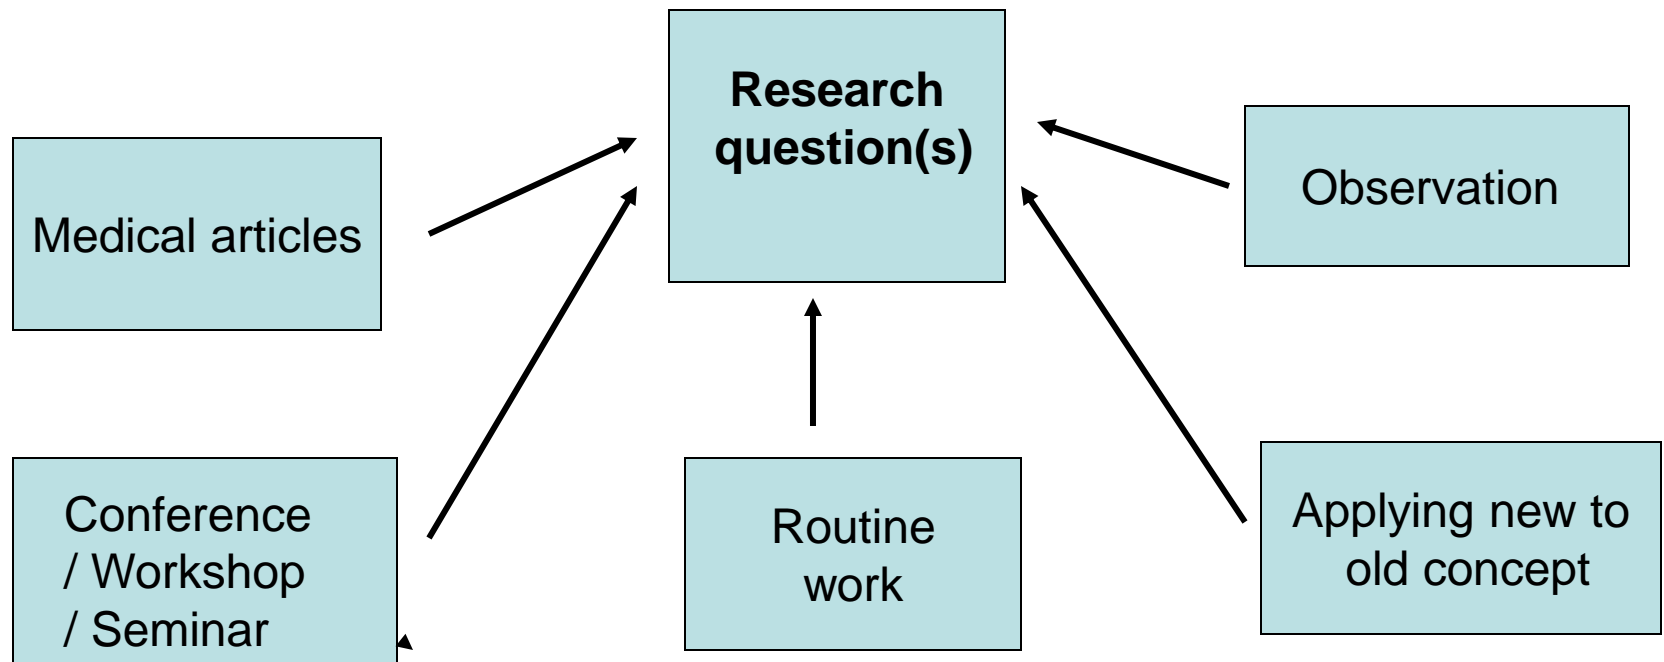 Research
question(s)
Medical articles
Observation
Conference
/ Workshop
/ Seminar
Routine
work
Applying new to
old concept